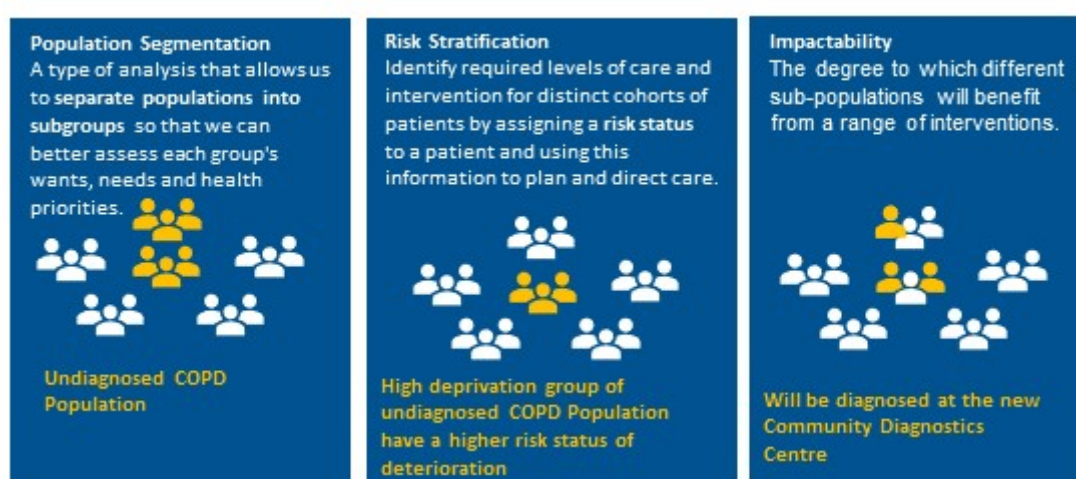 Population Segmentation
A type of analysis that allows us
to separate populations into
subgroups so that we can
better assess each group's
wants, needs and health
priorities.
Undiagnosed COPD
Population
Risk Stratification
Identify required levels of care and
intervention for distinct cohorts of
patients by assigning a risk status
to a patient and using this
information to plan and direct care.
High deprivation group of
undiagnosed COPD Population
have a higher risk status of
deterioration
Impactability
The degree to which different
sub-populations will benefit
from a range of interventions.
Will be diagnosed at the new
Community Diagnostics
Centre